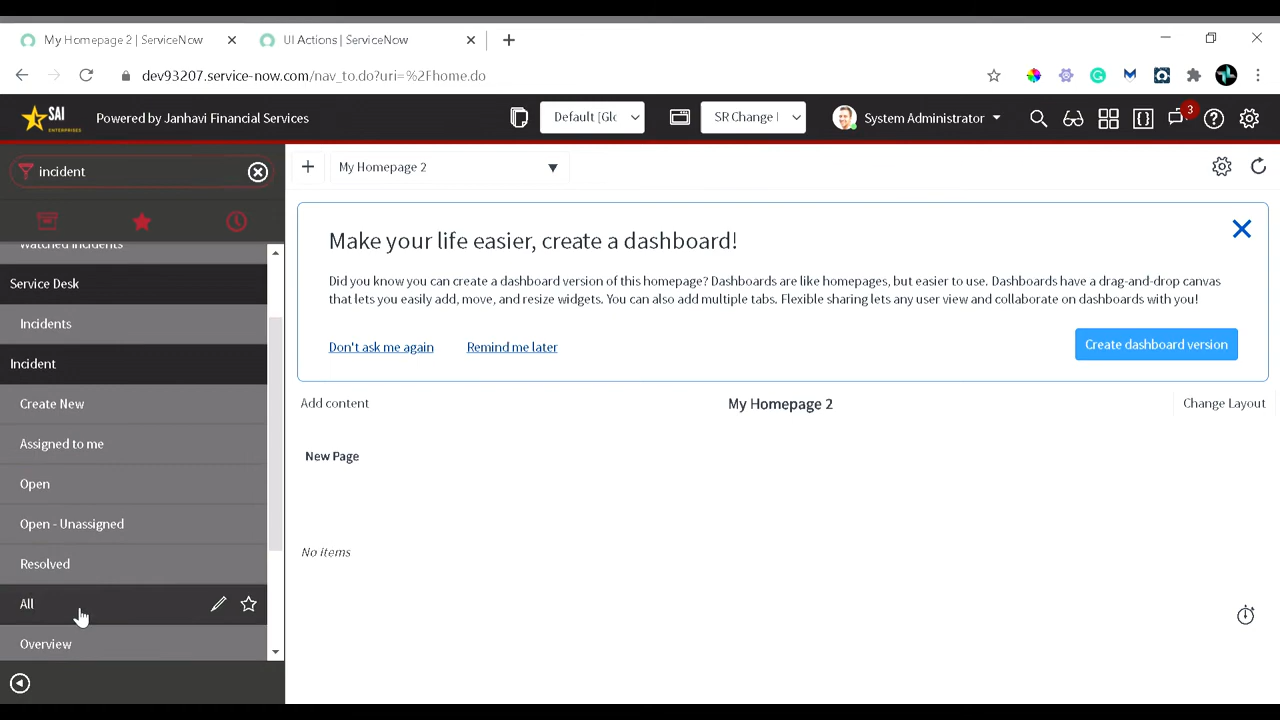 My Homepage 2 | ServiceNow
UI Actions | ServiceNow
dev93207.service-now.com/nav_to.do?uri=%2Fhome.do
SAI
ENTERPRISES
Powered by Janhavi Financial Services
Default [Glc
SR Change I
System Administrator
3
incident
My Homepage 2
Watched Incidents
Service Desk
Incidents
Incident
Create New
Assigned to me
Open
Open - Unassigned
Resolved
All
Overview
Make your life easier, create a dashboard!
Did you know you can create a dashboard version of this homepage? Dashboards are like homepages, but easier to use. Dashboards have a drag-and-drop canvas
that lets you easily add, move, and resize widgets. You can also add multiple tabs. Flexible sharing lets any user view and collaborate on dashboards with you!
Don't ask me again
Remind me later
Create dashboard version
Add content
My Homepage 2
Change Layout
New Page
No items